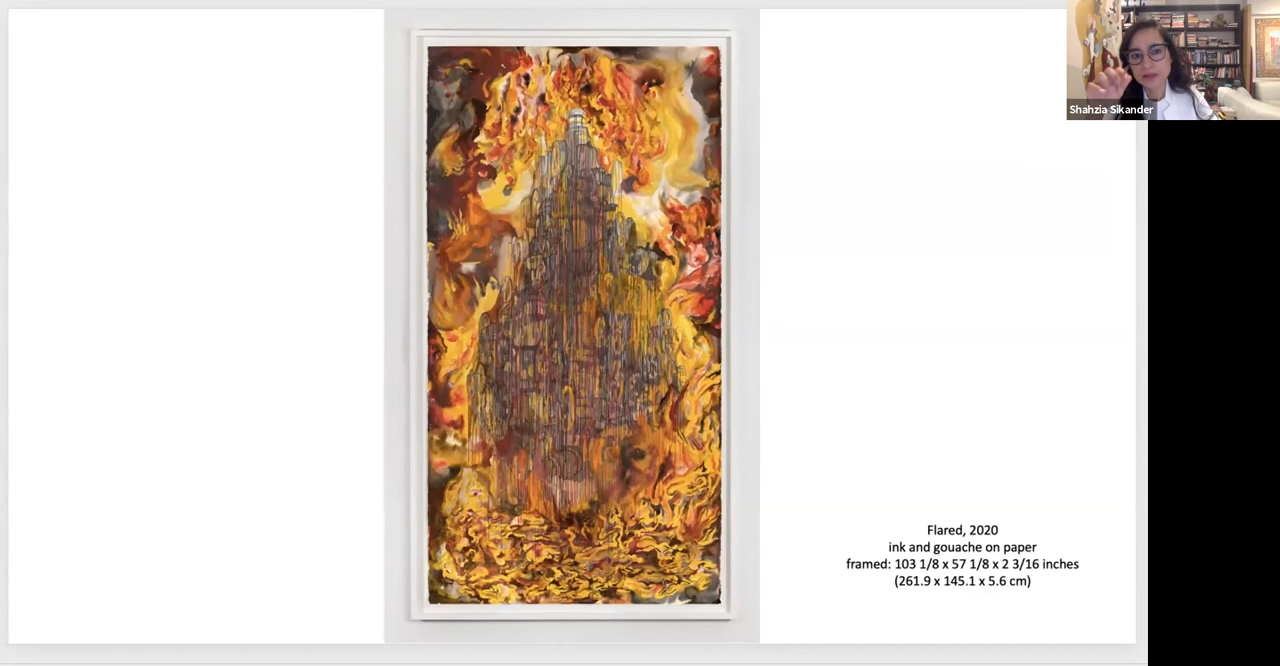 Shahzia Sikander
Flared, 2020
ink and gouache on paper
framed: 103 1/8 x 57 1/8 x 2 3/16 inches
(261.9 x 145.1 x 5.6 cm)